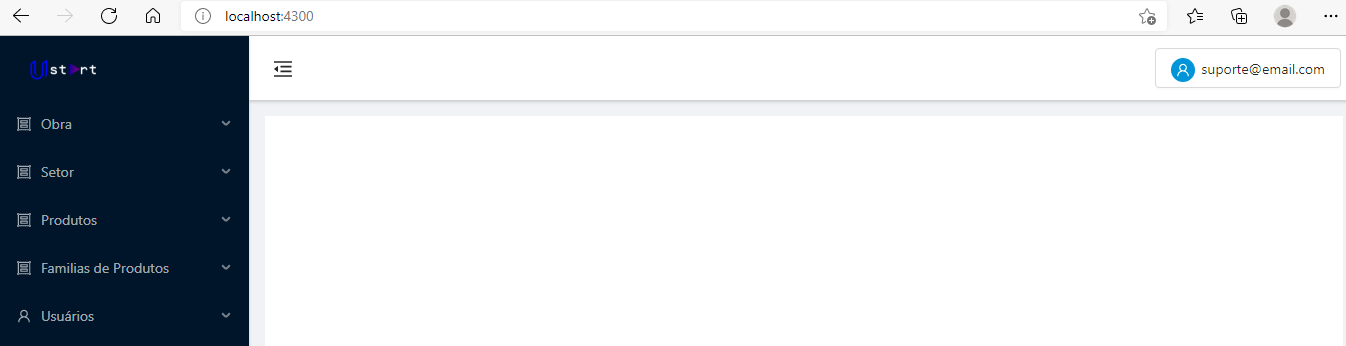 localhost:4300
Ustart
suporte@email.com
Obra
Setor
Produtos
Familias de Produtos
Usuários